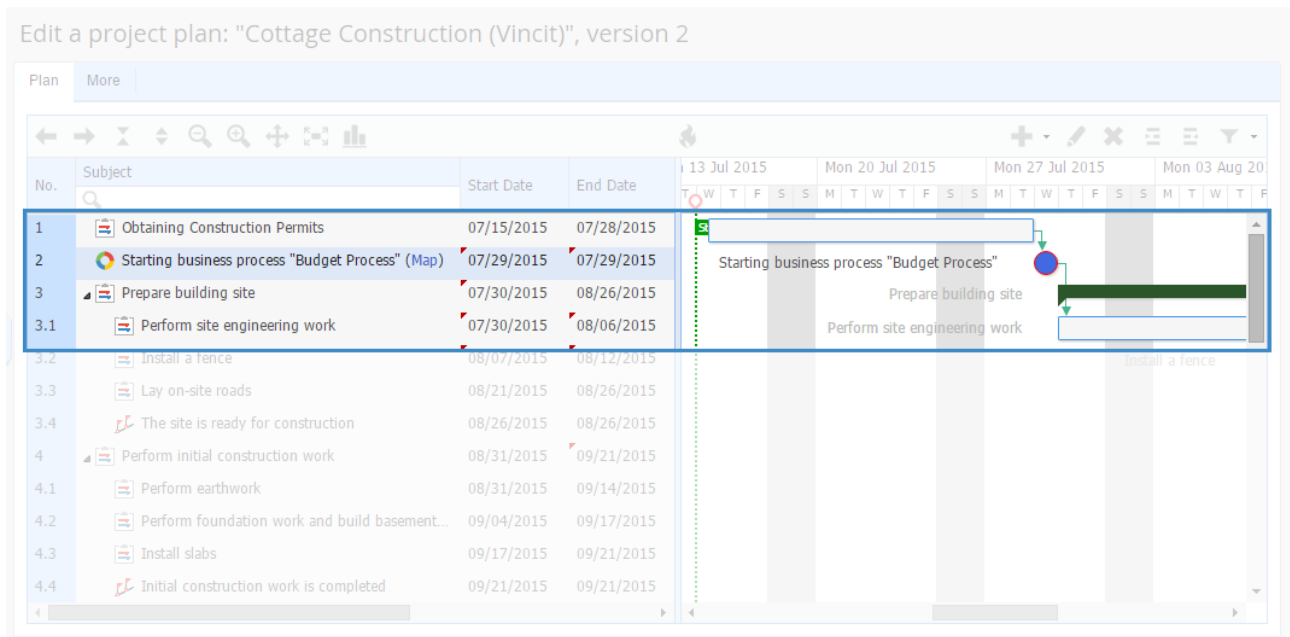 Edit a project plan: "Cottage Construction (Vincit)", version 2
Plan More
No. Subject Start Date End Date
13 Jul 2015 Mon 20 Jul 2015 Mon 27 Jul 2015 Mon 03 Aug 20
T W T F S S M T W T F S S M T W T F S S M T W T F
1 Obtaining Construction Permits 07/15/2015 07/28/2015
2 Starting business process "Budget Process" (Map) 07/29/2015 07/29/2015 Starting business process "Budget Process"
3 Prepare building site 07/30/2015 08/26/2015 Prepare building site
3.1 Perform site engineering work 07/30/2015 08/06/2015 Perform site engineering work
3.2 Install a fence 08/07/2015 08/12/2015 Install a fence
3.3 Lay on-site roads 08/21/2015 08/26/2015
3.4 The site is ready for construction 08/26/2015 08/26/2015
4 Perform initial construction work 08/31/2015 09/21/2015
4.1 Perform earthwork 08/31/2015 09/14/2015
4.2 Perform foundation work and build basement... 09/04/2015 09/17/2015
4.3 Install slabs 09/17/2015 09/21/2015
4.4 Initial construction work is completed 09/21/2015 09/21/2015